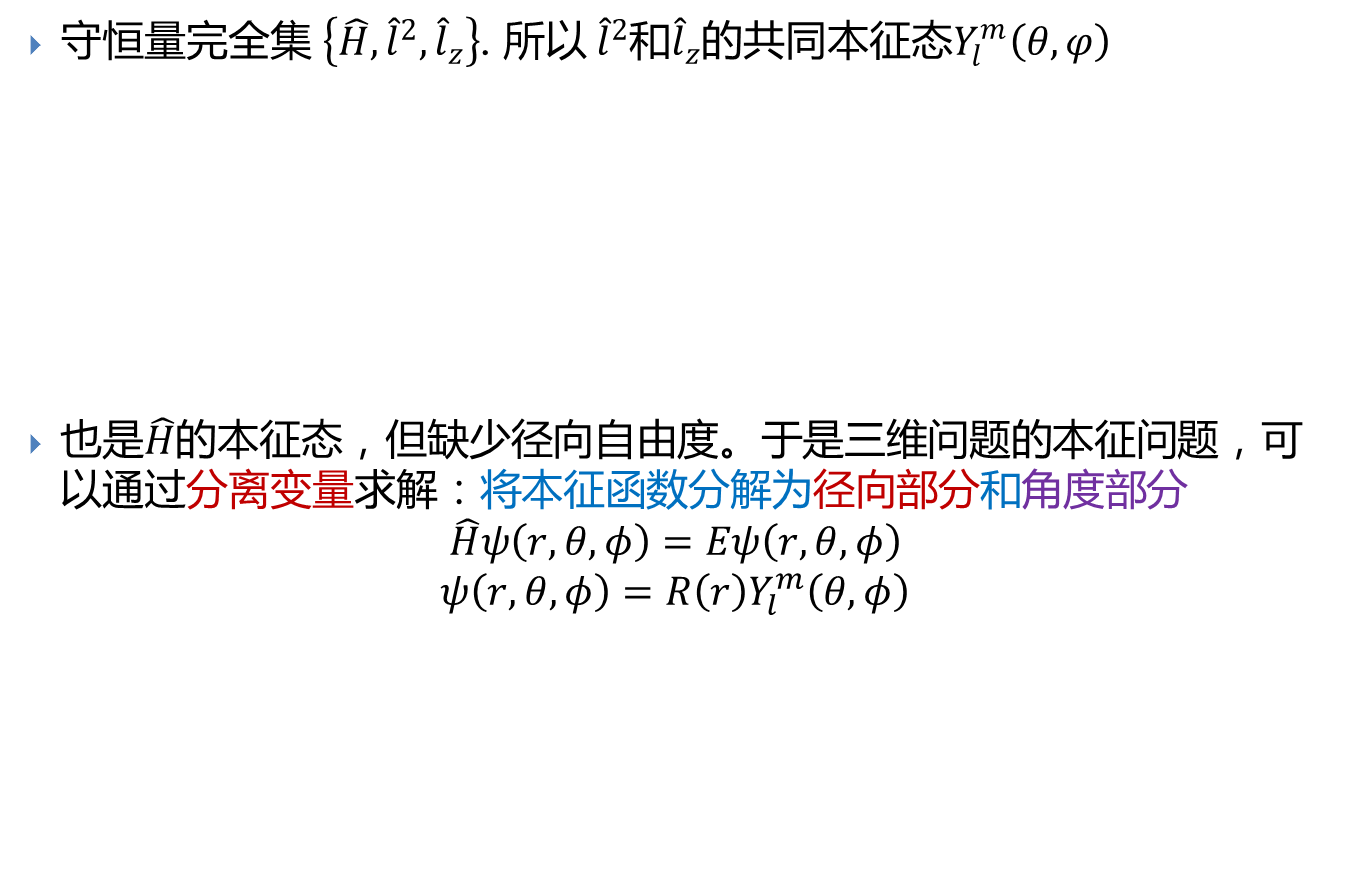 守恒量完全集 {Ĥ, l̂², l̂_z}. 所以 l̂²和l̂_z的共同本征态Y_l^m(θ, φ)
也是Ĥ的本征态，但缺少径向自由度。于是三维问题的本征问题，可
以通过分离变量求解：将本征函数分解为径向部分和角度部分
Ĥψ(r, θ, ϕ) = Eψ(r, θ, ϕ)
ψ(r, θ, ϕ) = R(r)Y_l^m(θ, ϕ)